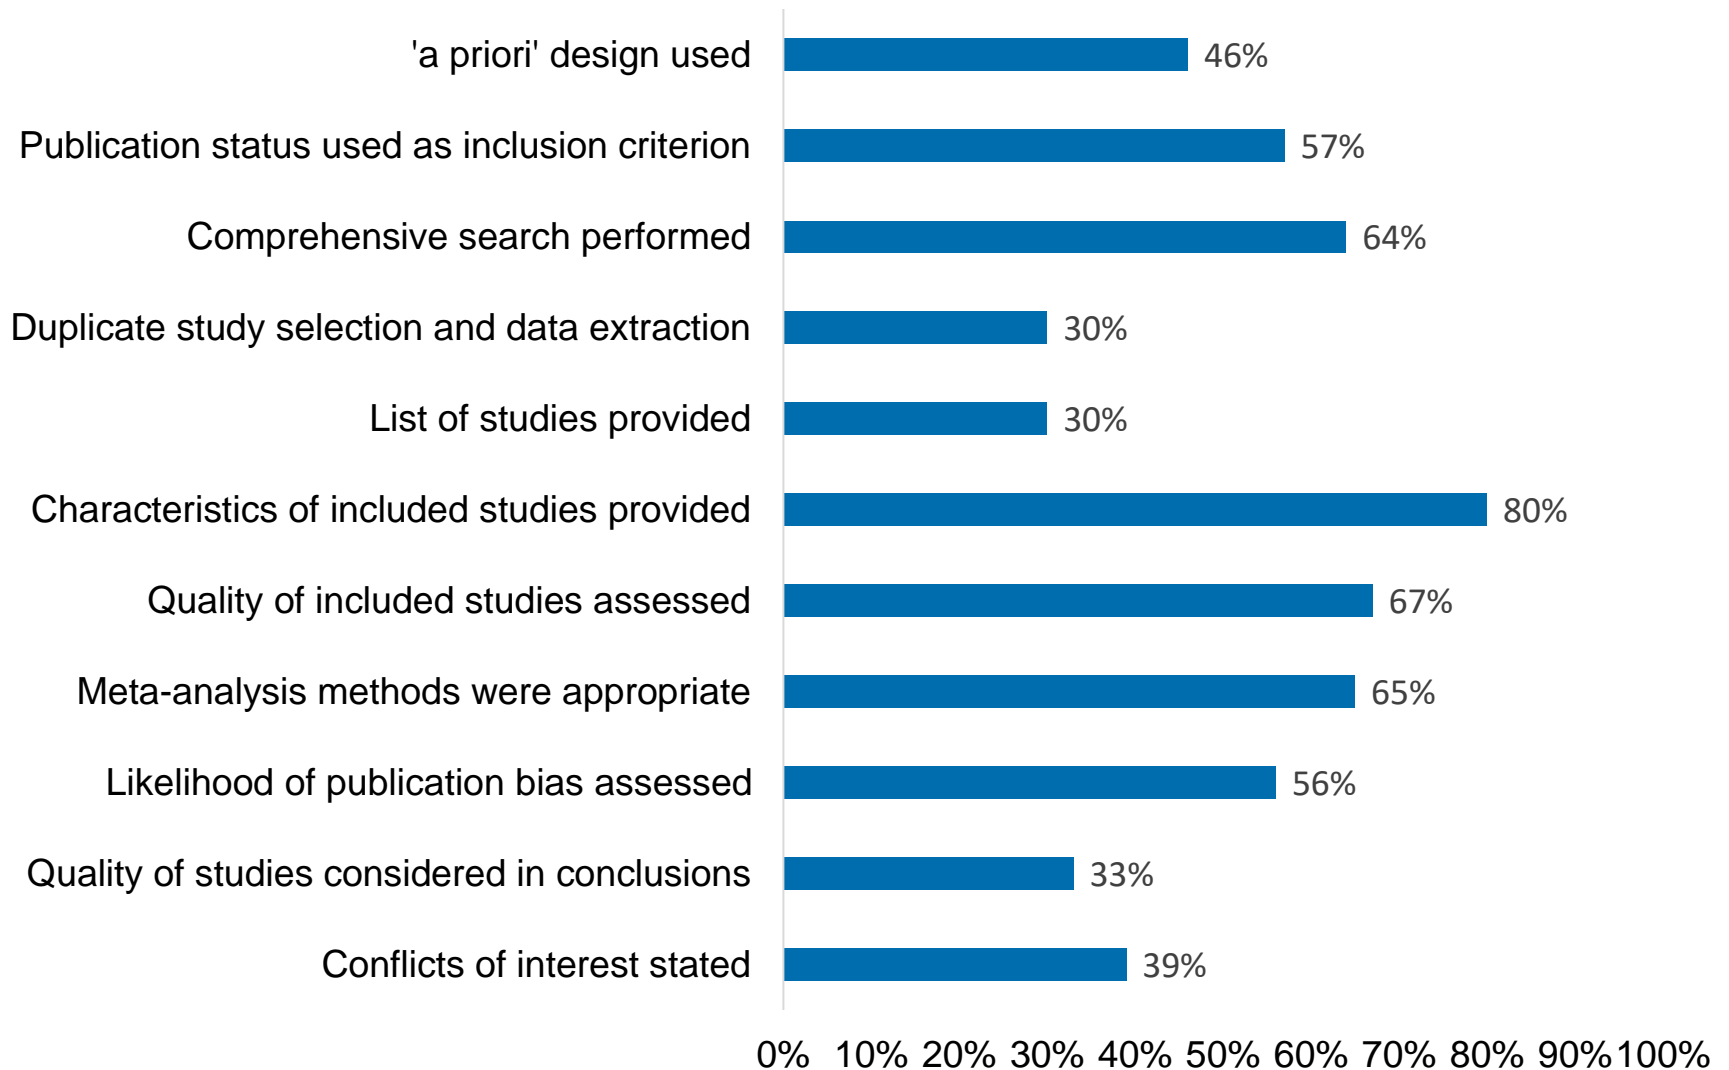 'a priori' design used 46%
Publication status used as inclusion criterion 57%
Comprehensive search performed 64%
Duplicate study selection and data extraction 30%
List of studies provided 30%
Characteristics of included studies provided 80%
Quality of included studies assessed 67%
Meta-analysis methods were appropriate 65%
Likelihood of publication bias assessed 56%
Quality of studies considered in conclusions 33%
Conflicts of interest stated 39%
0% 10% 20% 30% 40% 50% 60% 70% 80% 90% 100%